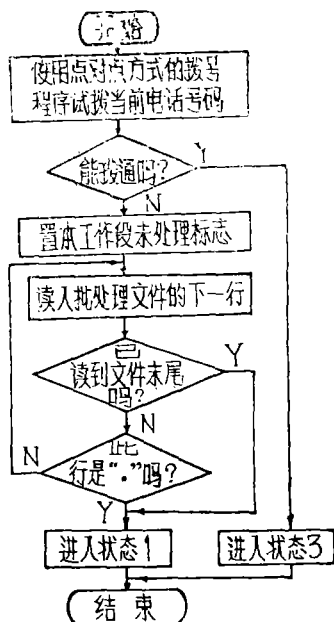 开始
使用点对点方式的拨号
程序试拨当前电话号码
能拨通吗?
Y
N
置本工作段未处理标志
读入批处理文件的下一行
已
读到文件末尾
吗?
Y
N
此
行是“.”吗?
N
Y
进入状态1
进入状态3
结束